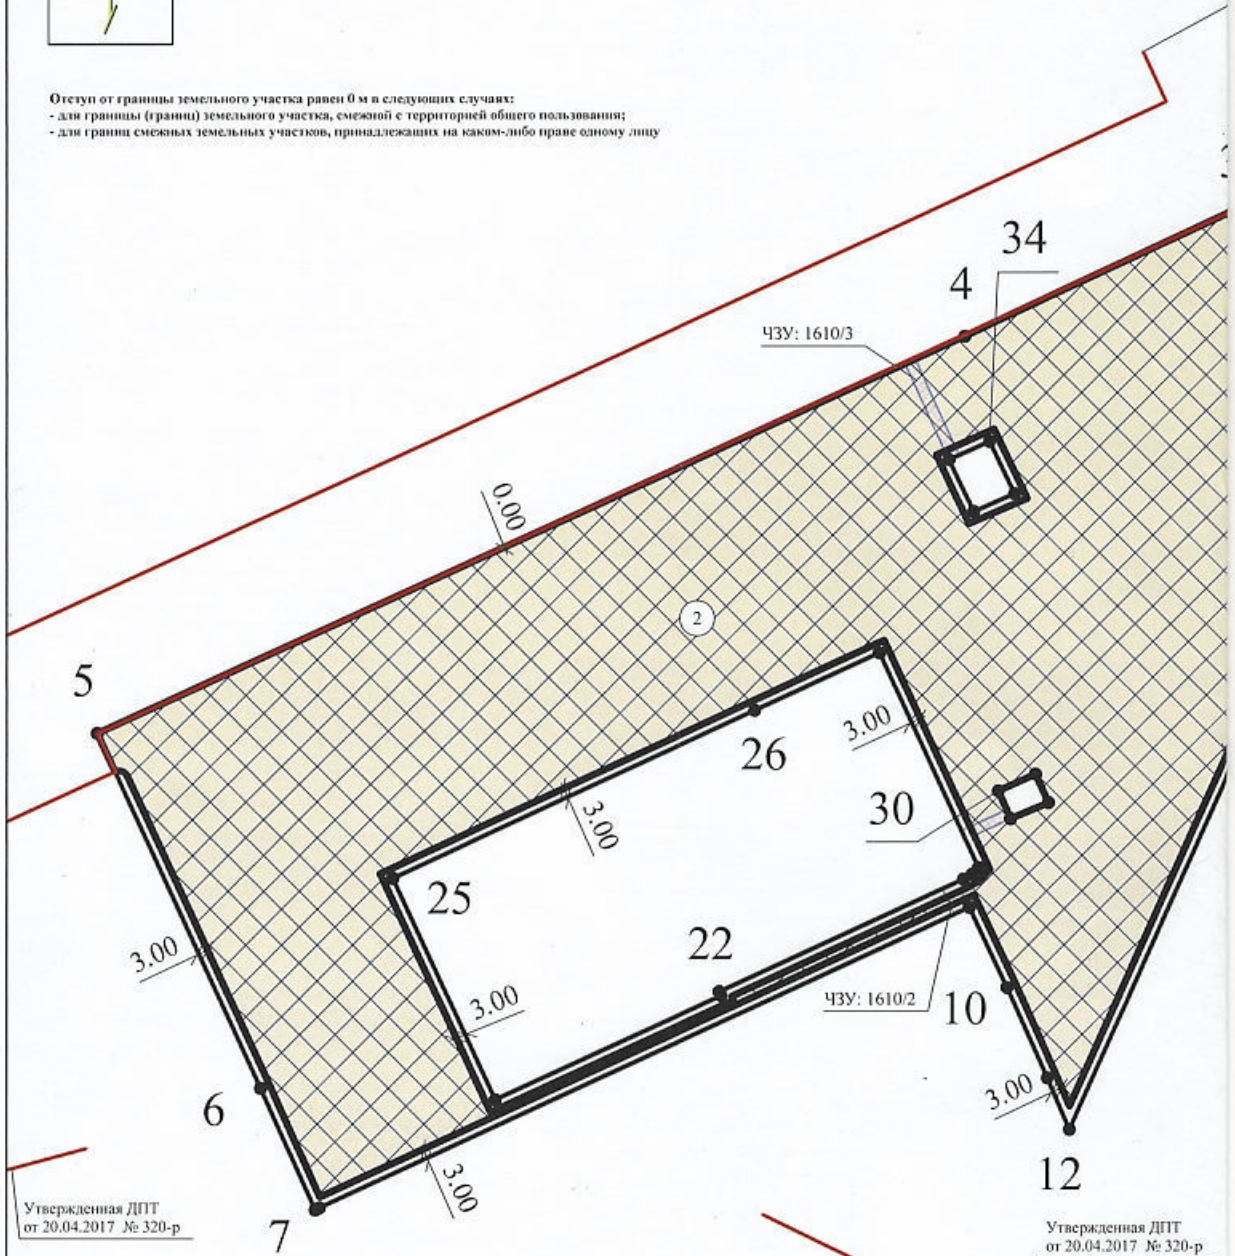 Отступ от границы земельного участка равен 0 м в следующих случаях:
- для границы (границ) земельного участка, смежной с территорией общего пользования;
- для границ смежных земельных участков, принадлежащих на каком-либо праве одному лицу
34
4
ЧЗУ: 1610/3
0.00
2
5
3.00
26
3.00
30
25
3.00
22
3.00
ЧЗУ: 1610/2
10
3.00
6
3.00
12
7
Утвержденная ДПТ
от 20.04.2017 № 320-р
Утвержденная ДПТ
от 20.04.2017 № 320-р